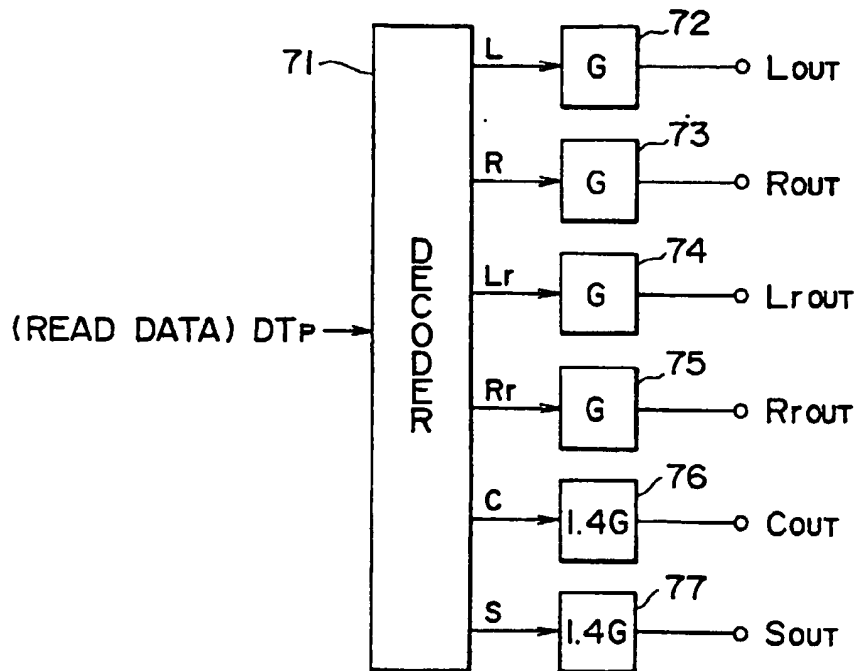 71
L
G
72
LOUT
R
G
73
ROUT
Lr
G
74
LrOUT
(READ DATA) DTP
DECODER
Rr
G
75
RrOUT
C
1.4G
76
COUT
S
1.4G
77
SOUT